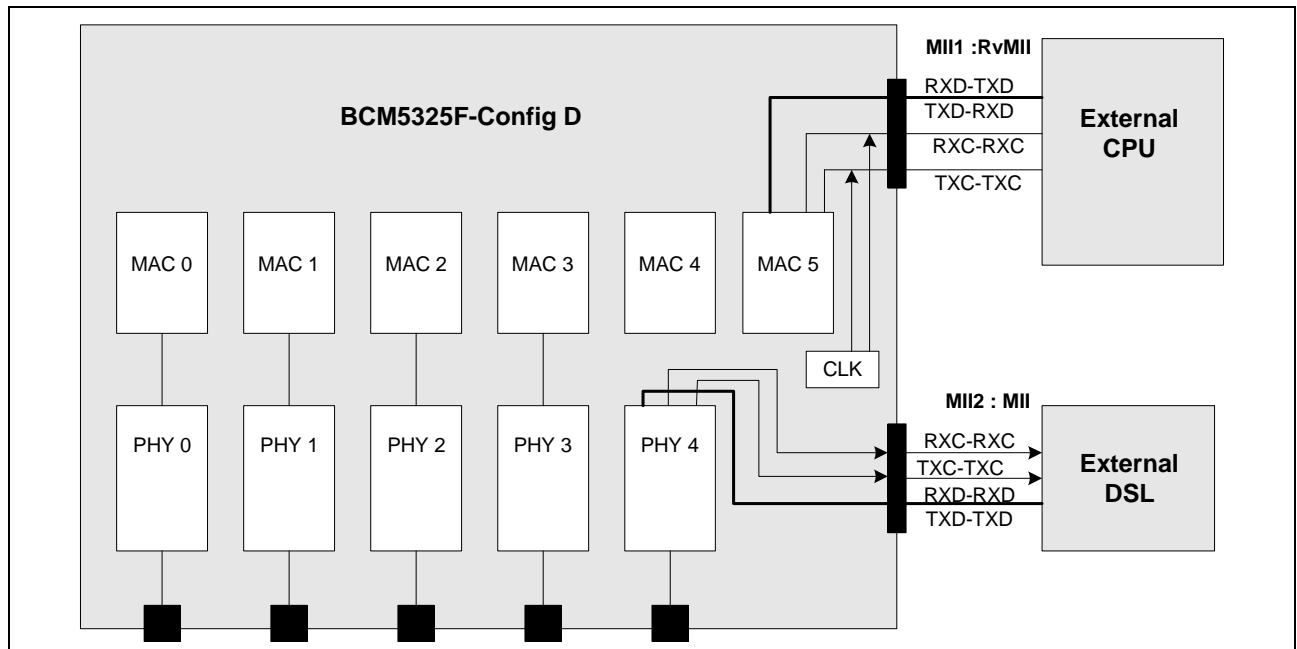 BCM5325F-Config D
MII1 :RvMII
RXD-TXD
TXD-RXD
RXC-RXC
TXC-TXC
External
CPU
MAC 0
MAC 1
MAC 2
MAC 3
MAC 4
MAC 5
CLK
PHY 0
PHY 1
PHY 2
PHY 3
PHY 4
MII2 : MII
RXC-RXC
TXC-TXC
RXD-RXD
TXD-TXD
External
DSL